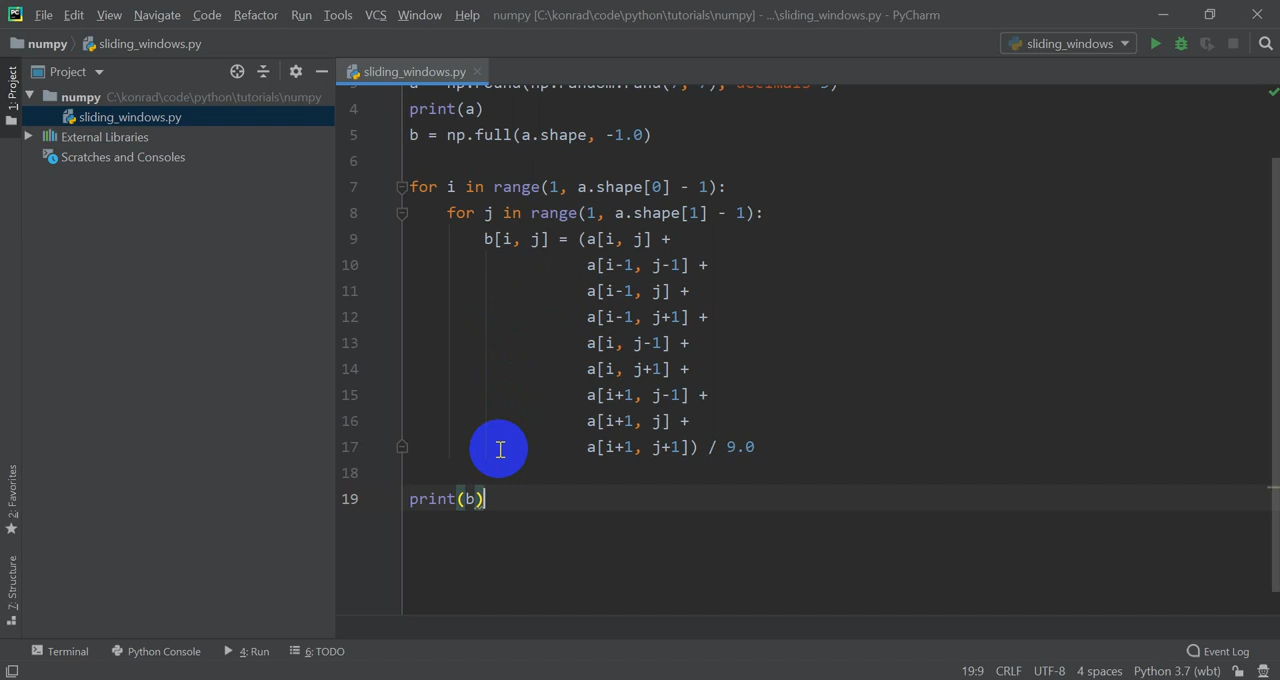 File Edit View Navigate Code Refactor Run Tools VCS Window Help numpy [C:\konrad\code\python\tutorials\numpy] - ...\sliding_windows.py - PyCharm
numpy sliding_windows.py sliding_windows
1: Project
Project
sliding_windows.py
numpy C:\konrad\code\python\tutorials\numpy
sliding_windows.py
External Libraries
Scratches and Consoles
4 print(a)
5 b = np.full(a.shape, -1.0)
6
7 for i in range(1, a.shape[0] - 1):
8 for j in range(1, a.shape[1] - 1):
9 b[i, j] = (a[i, j] +
10 a[i-1, j-1] +
11 a[i-1, j] +
12 a[i-1, j+1] +
13 a[i, j-1] +
14 a[i, j+1] +
15 a[i+1, j-1] +
16 a[i+1, j] +
17 a[i+1, j+1]) / 9.0
18
19 print(b)
2: Favorites
7: Structure
Terminal Python Console 4: Run 6: TODO Event Log
19:9 CRLF UTF-8 4 spaces Python 3.7 (wbt)